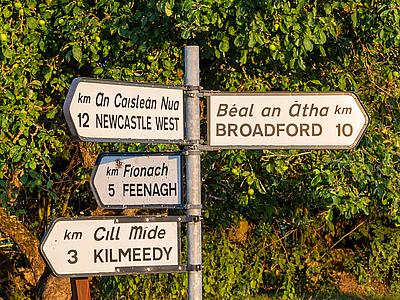 km An Caisleán Nua
12 NEWCASTLE WEST
Béal an Átha km
BROADFORD 10
km Fíonach
5 FEENAGH
km Cill Míde
3 KILMEEDY